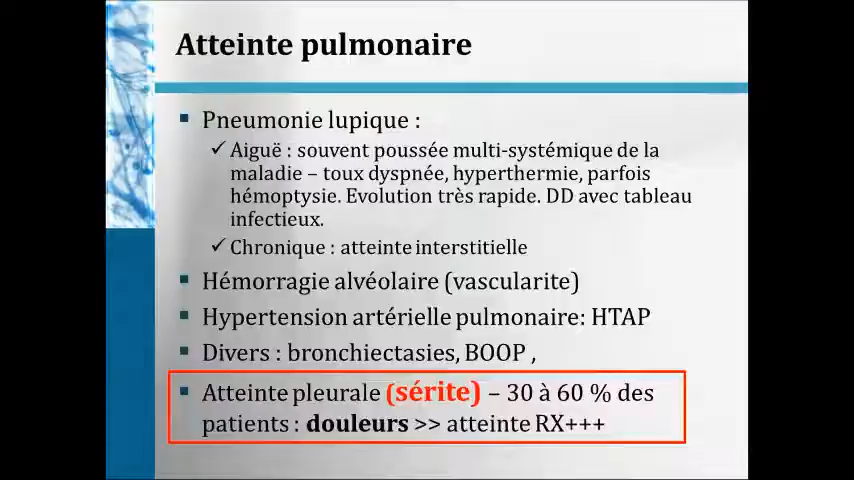 Atteinte pulmonaire
Pneumonie lupique :
Aiguë : souvent poussée multi-systémique de la
maladie – toux dyspnée, hyperthermie, parfois
hémoptysie. Evolution très rapide. DD avec tableau
infectieux.
Chronique : atteinte interstitielle
Hémorragie alvéolaire (vascularite)
Hypertension artérielle pulmonaire: HTAP
Divers : bronchiectasies, BOOP ,
Atteinte pleurale (sérite) – 30 à 60 % des
patients : douleurs >> atteinte RX+++